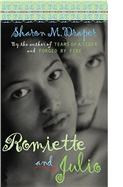 Sharon M. Draper
By the author of TEARS OF A TIGER
and FORGED BY FIRE
Romiette
and Julio